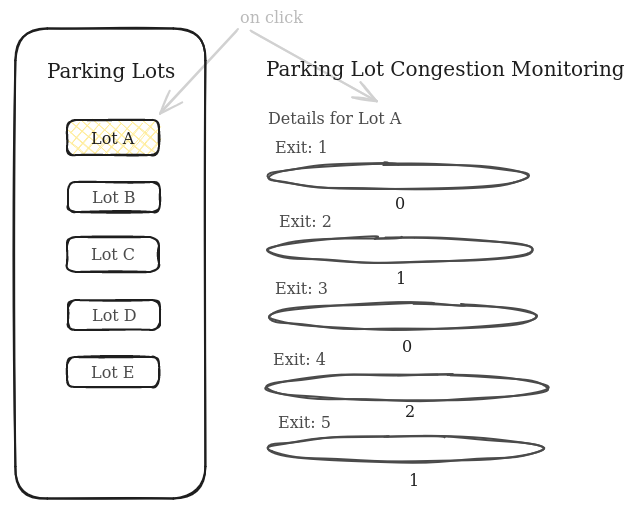 on click
Parking Lots
Lot A
Lot B
Lot C
Lot D
Lot E
Parking Lot Congestion Monitoring
Details for Lot A
Exit: 1
0
Exit: 2
1
Exit: 3
0
Exit: 4
2
Exit: 5
1